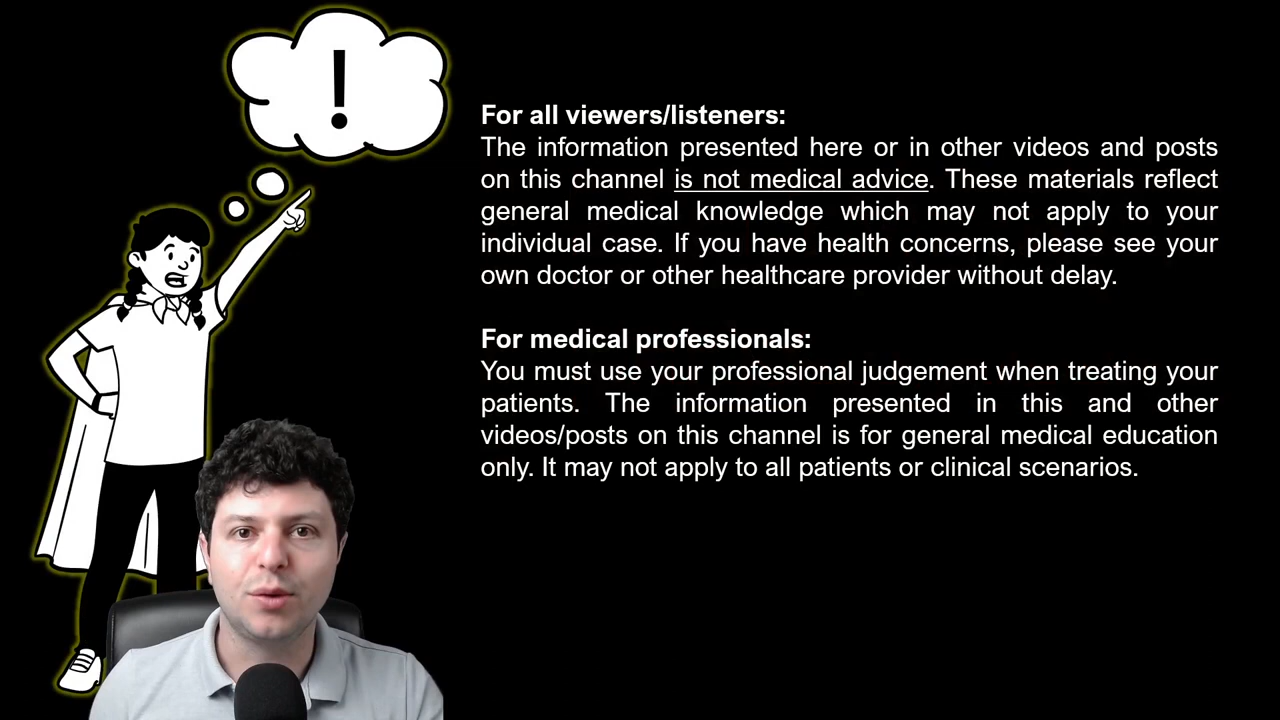 !
For all viewers/listeners:
The information presented here or in other videos and posts
on this channel is not medical advice. These materials reflect
general medical knowledge which may not apply to your
individual case. If you have health concerns, please see your
own doctor or other healthcare provider without delay.
For medical professionals:
You must use your professional judgement when treating your
patients. The information presented in this and other
videos/posts on this channel is for general medical education
only. It may not apply to all patients or clinical scenarios.